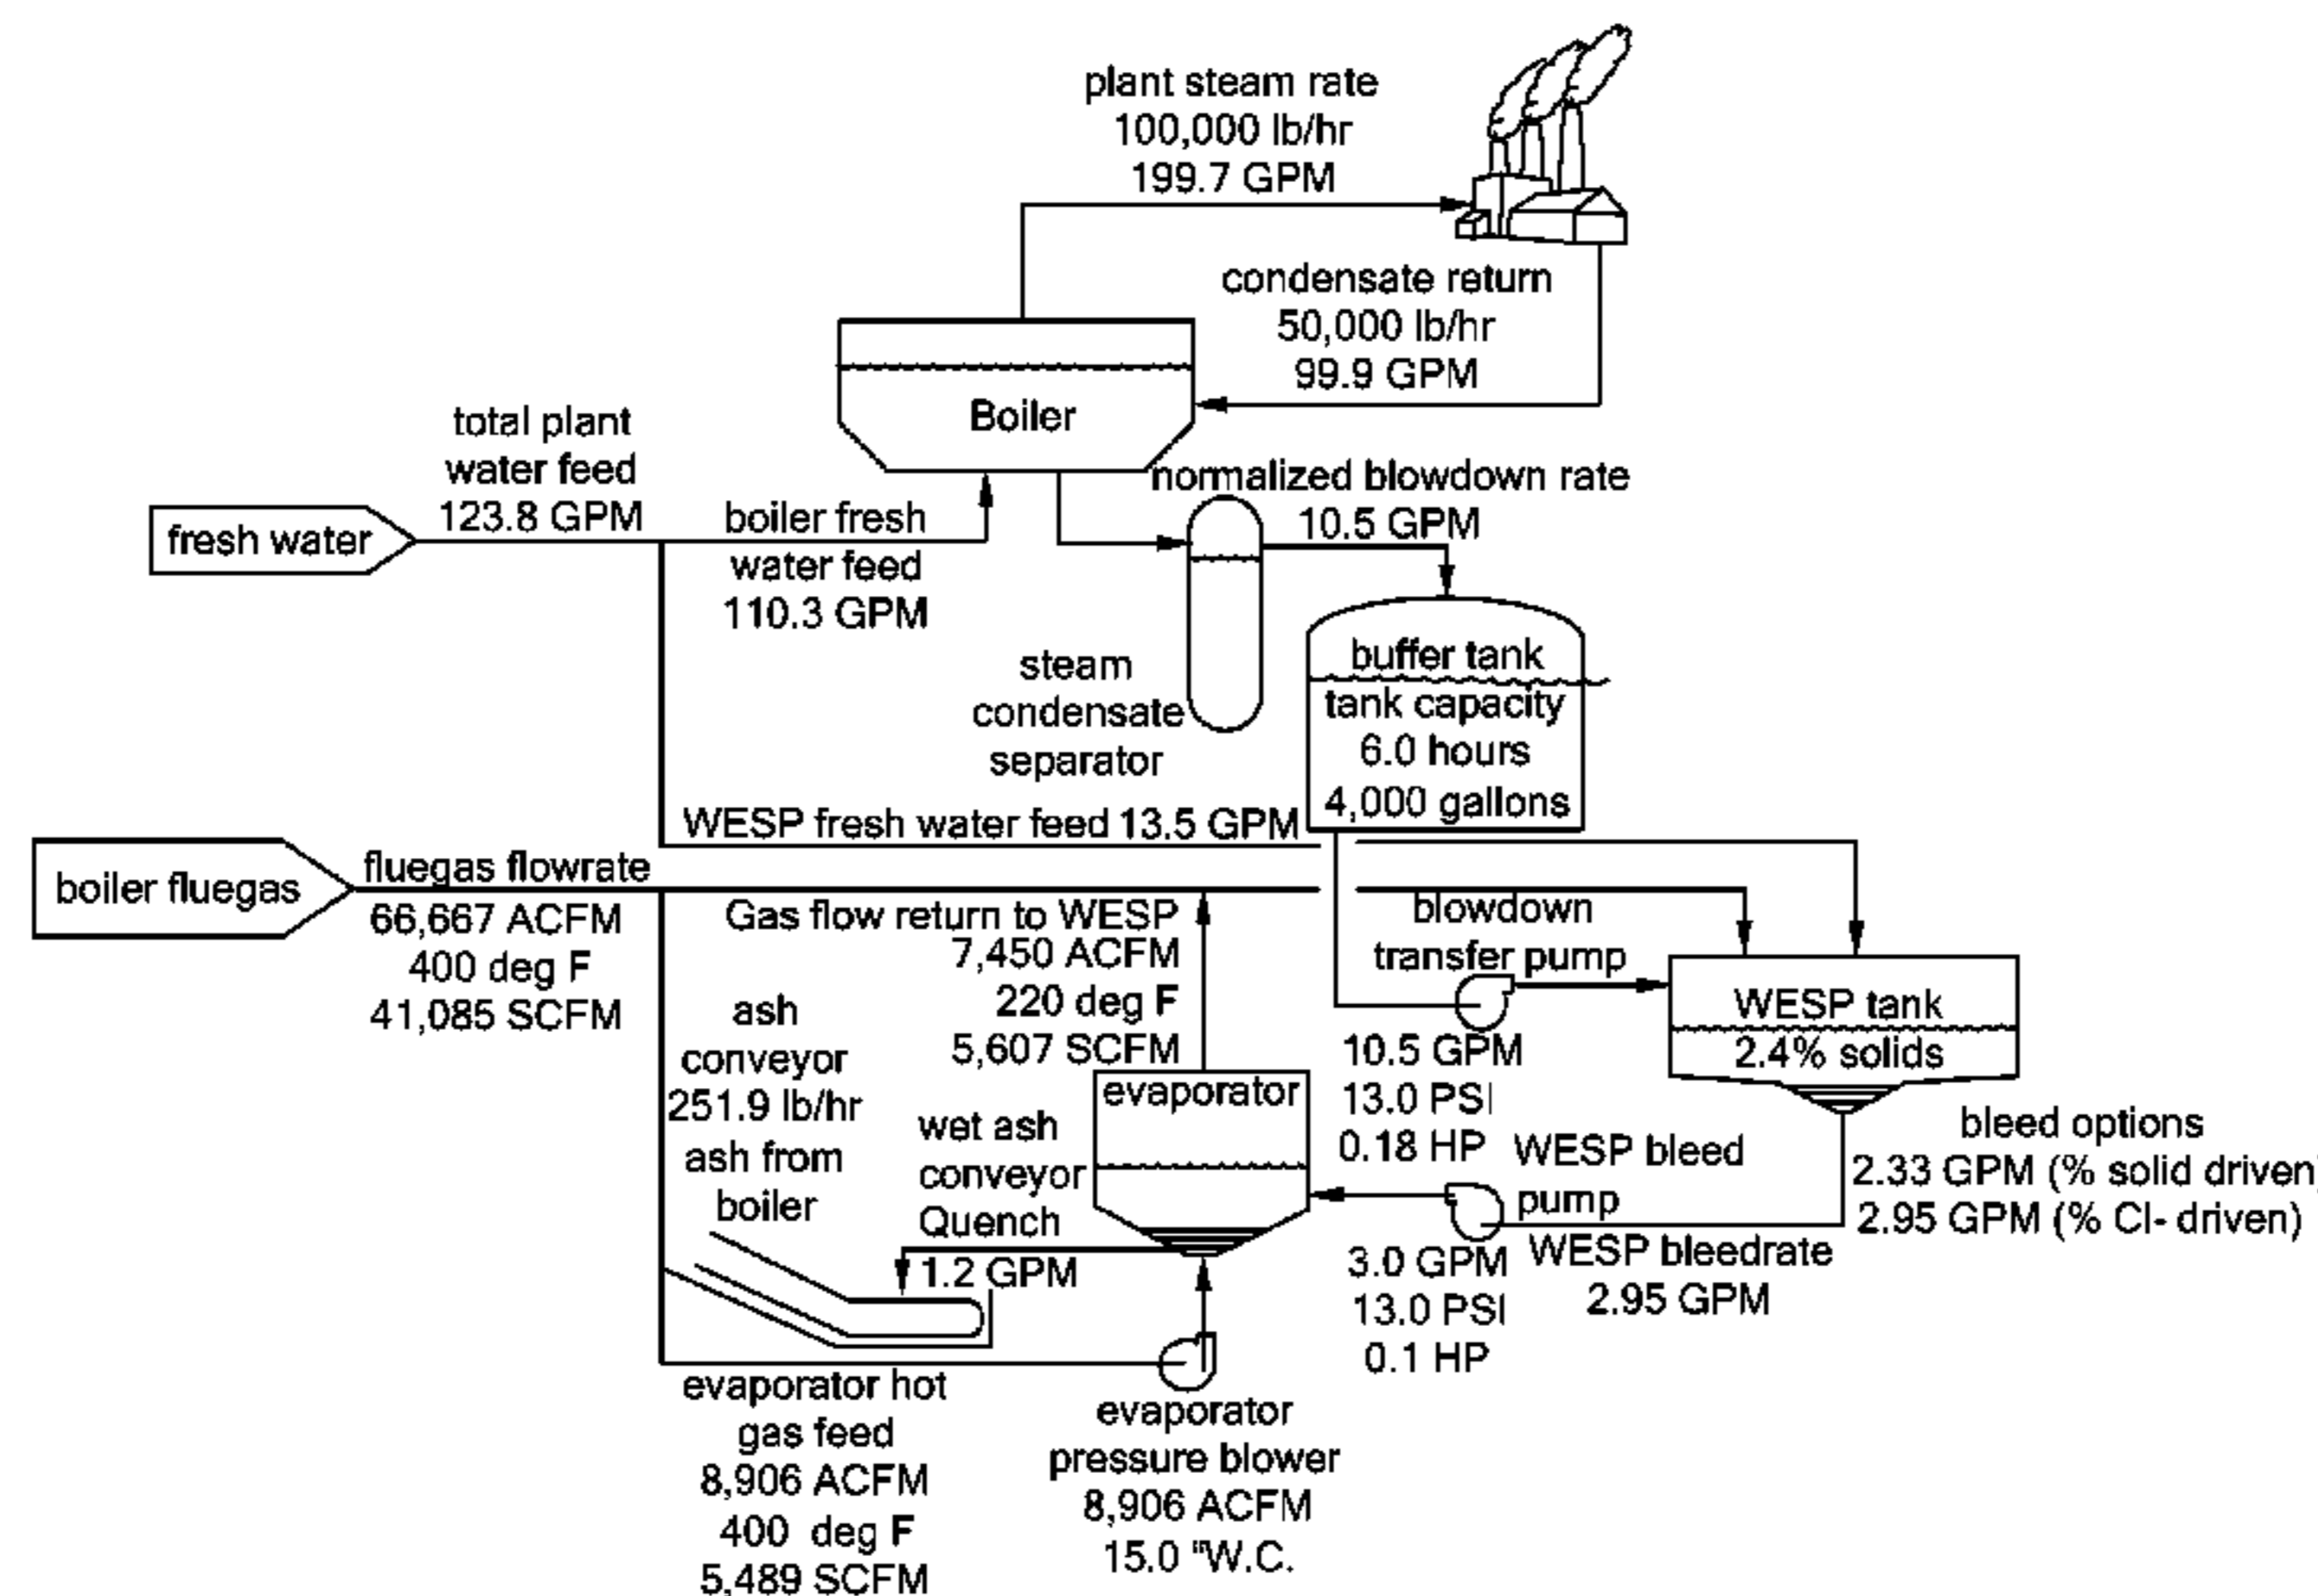 plant steam rate
100,000 lb/hr
199.7 GPM
condensate return
50,000 lb/hr
99.9 GPM
Boiler
total plant
water feed
123.8 GPM
fresh water
boiler fresh
water feed
110.3 GPM
normalized blowdown rate
10.5 GPM
steam
condensate
separator
buffer tank
tank capacity
6.0 hours
4,000 gallons
WESP fresh water feed 13.5 GPM
boiler fluegas
fluegas flowrate
66,667 ACFM
400 deg F
41,085 SCFM
Gas flow return to WESP
7,450 ACFM
220 deg F
5,607 SCFM
blowdown
transfer pump
10.5 GPM
13.0 PSI
0.18 HP
WESP tank
2.4% solids
ash
conveyor
251.9 lb/hr
ash from
boiler
wet ash
conveyor
Quench
1.2 GPM
evaporator
WESP bleed
pump
3.0 GPM
13.0 PSI
0.1 HP
WESP bleedrate
2.95 GPM
bleed options
2.33 GPM (% solid driven)
2.95 GPM (% Cl- driven)
evaporator hot
gas feed
8,906 ACFM
400 deg F
5,489 SCFM
evaporator
pressure blower
8,906 ACFM
15.0 "W.C.